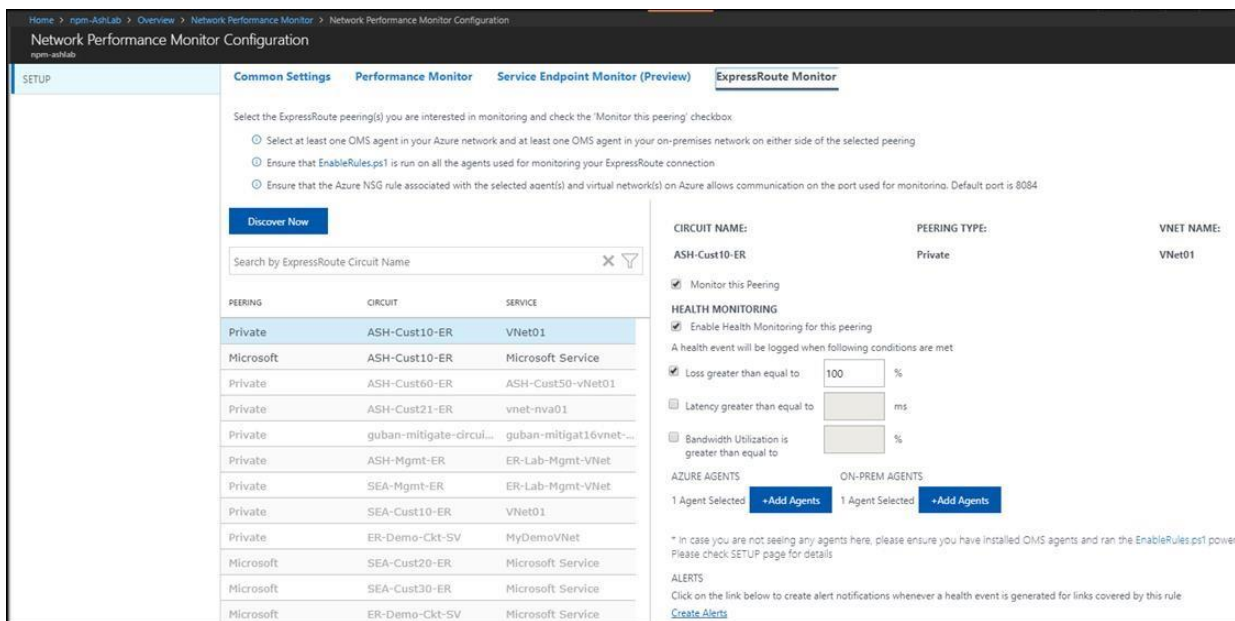 Home > npm-AshLab > Overview > Network Performance Monitor > Network Performance Monitor Configuration
Network Performance Monitor Configuration
npm-ashlab
SETUP
Common Settings Performance Monitor Service Endpoint Monitor (Preview) ExpressRoute Monitor
Select the ExpressRoute peering(s) you are interested in monitoring and check the 'Monitor this peering' checkbox
Select at least one OMS agent in your Azure network and at least one OMS agent in your on-premises network on either side of the selected peering
Ensure that EnableRules.ps1 is run on all the agents used for monitoring your ExpressRoute connection
Ensure that the Azure NSG rule associated with the selected agent(s) and virtual network(s) on Azure allows communication on the port used for monitoring. Default port is 8084
Discover Now
Search by ExpressRoute Circuit Name
PEERING CIRCUIT SERVICE
Private ASH-Cust10-ER VNet01
Microsoft ASH-Cust10-ER Microsoft Service
Private ASH-Cust60-ER ASH-Cust50-vNet01
Private ASH-Cust21-ER vnet-nva01
Private guban-mitigate-circui... guban-mitigat16vnet-...
Private ASH-Mgmt-ER ER-Lab-Mgmt-VNet
Private SEA-Mgmt-ER ER-Lab-Mgmt-VNet
Private SEA-Cust10-ER VNet01
Private ER-Demo-Ckt-SV MyDemoVNet
Microsoft SEA-Cust20-ER Microsoft Service
Microsoft SEA-Cust30-ER Microsoft Service
Microsoft ER-Demo-Ckt-SV Microsoft Service
CIRCUIT NAME: PEERING TYPE: VNET NAME:
ASH-Cust10-ER Private VNet01
Monitor this Peering
HEALTH MONITORING
Enable Health Monitoring for this peering
A health event will be logged when following conditions are met
Loss greater than equal to 100 %
Latency greater than equal to ms
Bandwidth Utilization is %
greater than equal to
AZURE AGENTS ON-PREM AGENTS
1 Agent Selected +Add Agents 1 Agent Selected +Add Agents
* In case you are not seeing any agents here, please ensure you have installed OMS agents and ran the EnableRules.ps1 power
Please check SETUP page for details
ALERTS
Click on the link below to create alert notifications whenever a health event is generated for links covered by this rule
Create Alerts